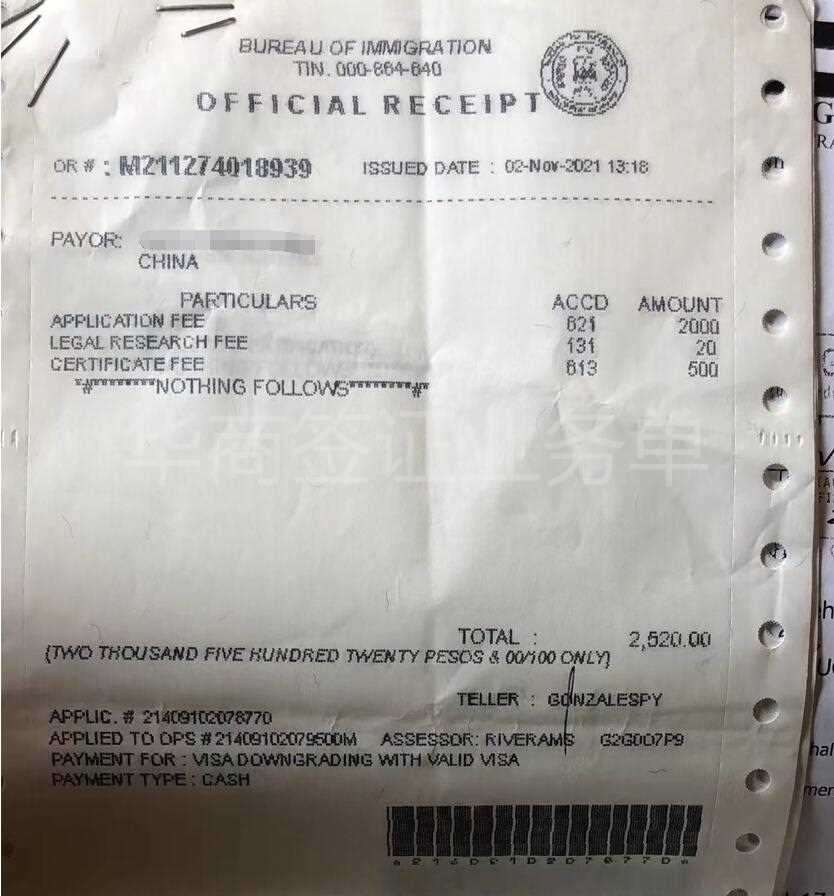 BUREAU OF IMMIGRATION
TIN. 000-864-640
OFFICIAL RECEIPT
OR # : M211274018939 ISSUED DATE : 02-Nov-2021 13:18
PAYOR:
CHINA
PARTICULARS ACCD AMOUNT
APPLICATION FEE 621 2000
LEGAL RESEARCH FEE 131 20
CERTIFICATE FEE 613 500
*#*********NOTHING FOLLOWS*********#*
华商签证业务单
TOTAL : 2,520.00
(TWO THOUSAND FIVE HUNDRED TWENTY PESOS & 00/100 ONLY)
TELLER : GONZALESPY
APPLIC. # 21409102078770
APPLIED TO OPS # 21409102079500M ASSESSOR: RIVERAMS G2G0O7P9
PAYMENT FOR : VISA DOWNGRADING WITH VALID VISA
PAYMENT TYPE : CASH